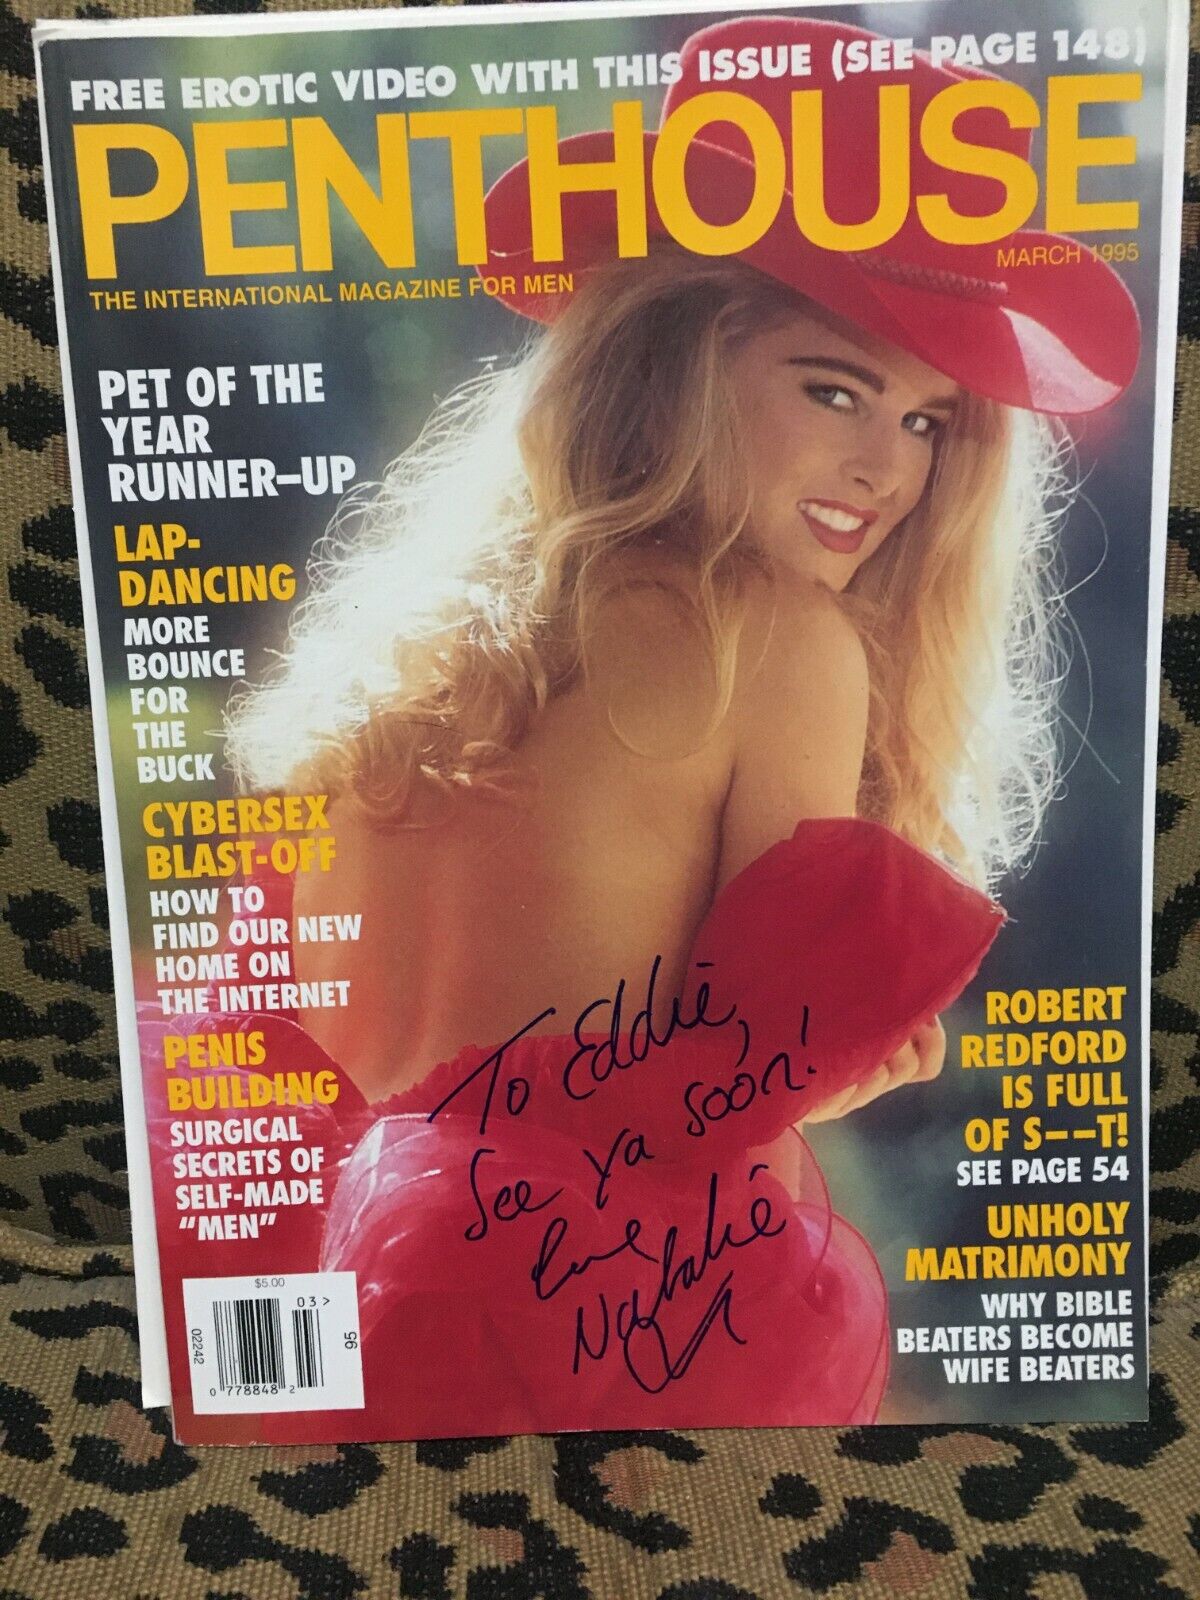 FREE EROTIC VIDEO WITH THIS ISSUE (SEE PAGE 148)
PENTHOUSE
MARCH 1995
THE INTERNATIONAL MAGAZINE FOR MEN
PET OF THE
YEAR
RUNNER–UP
LAP-
DANCING
MORE
BOUNCE
FOR
THE
BUCK
CYBERSEX
BLAST-OFF
HOW TO
FIND OUR NEW
HOME ON
THE INTERNET
PENIS
BUILDING
SURGICAL
SECRETS OF
SELF-MADE
"MEN"
ROBERT
REDFORD
IS FULL
OF S--T!
SEE PAGE 54
UNHOLY
MATRIMONY
WHY BIBLE
BEATERS BECOME
WIFE BEATERS
To Eddie,
See ya soon!
love
Natalie
$5.00
03>
02242
95
0 778848 2